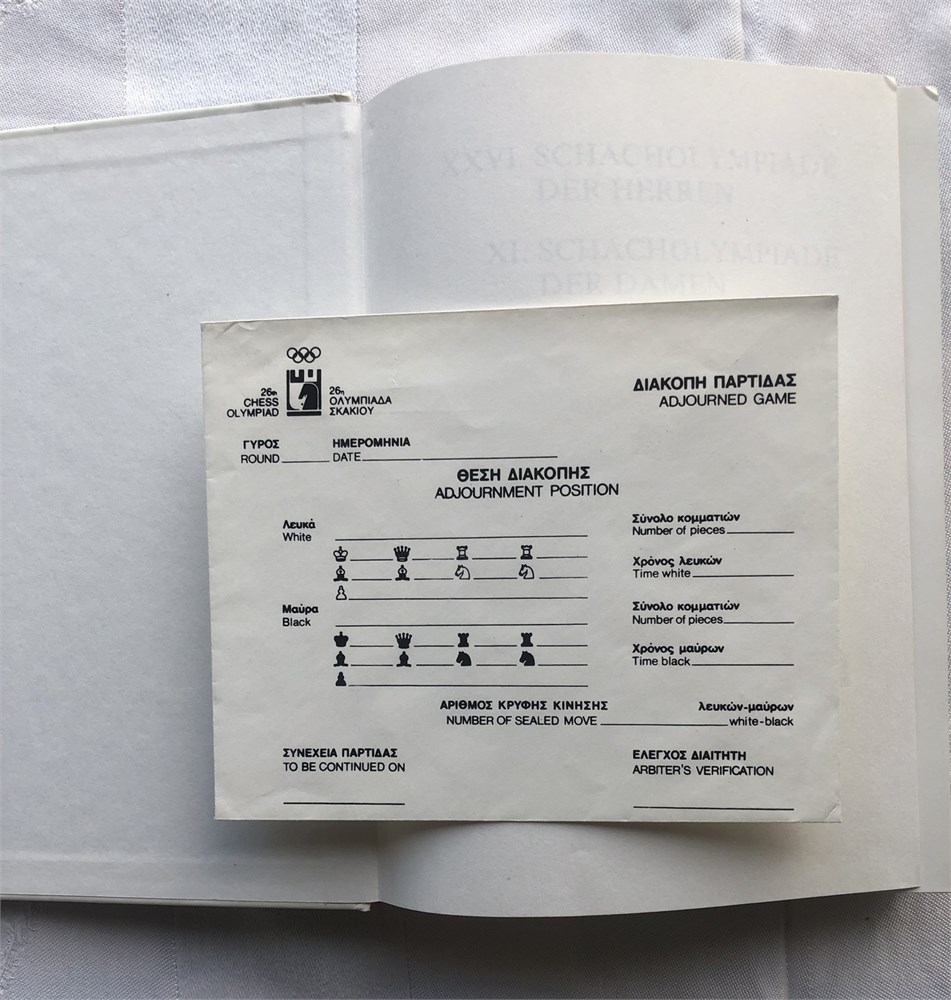 XXVI. SCHACHOLYMPIADE
DER HERREN
XI. SCHACHOLYMPIADE
DER DAMEN
26th
CHESS
OLYMPIAD
26η
ΟΛΥΜΠΙΑΔΑ
ΣΚΑΚΙΟΥ
ΔΙΑΚΟΠΗ ΠΑΡΤΙΔΑΣ
ADJOURNED GAME
ΓΥΡΟΣ ΗΜΕΡΟΜΗΝΙΑ
ROUND DATE
ΘΕΣΗ ΔΙΑΚΟΠΗΣ
ADJOURNMENT POSITION
Λευκά
White
Σύνολο κομματιών
Number of pieces
Χρόνος λευκών
Time white
Μαύρα
Black
Σύνολο κομματιών
Number of pieces
Χρόνος μαύρων
Time black
ΑΡΙΘΜΟΣ ΚΡΥΦΗΣ ΚΙΝΗΣΗΣ λευκών-μαύρων
NUMBER OF SEALED MOVE white-black
ΣΥΝΕΧΕΙΑ ΠΑΡΤΙΔΑΣ
TO BE CONTINUED ON
ΕΛΕΓΧΟΣ ΔΙΑΙΤΗΤΗ
ARBITER'S VERIFICATION